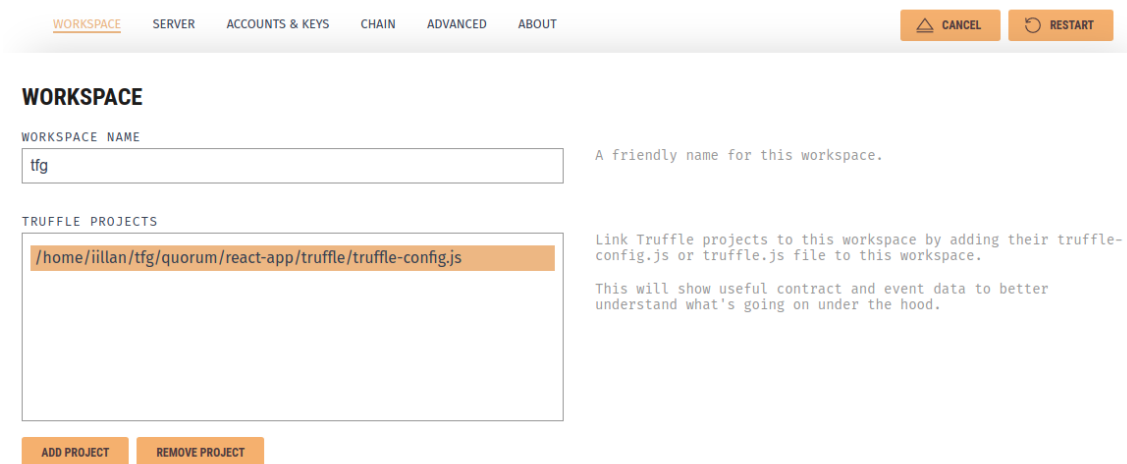 WORKSPACE SERVER ACCOUNTS & KEYS CHAIN ADVANCED ABOUT CANCEL RESTART
WORKSPACE
WORKSPACE NAME
tfg
A friendly name for this workspace.
TRUFFLE PROJECTS
/home/iillan/tfg/quorum/react-app/truffle/truffle-config.js
Link Truffle projects to this workspace by adding their truffle-
config.js or truffle.js file to this workspace.
This will show useful contract and event data to better
understand what's going on under the hood.
ADD PROJECT REMOVE PROJECT